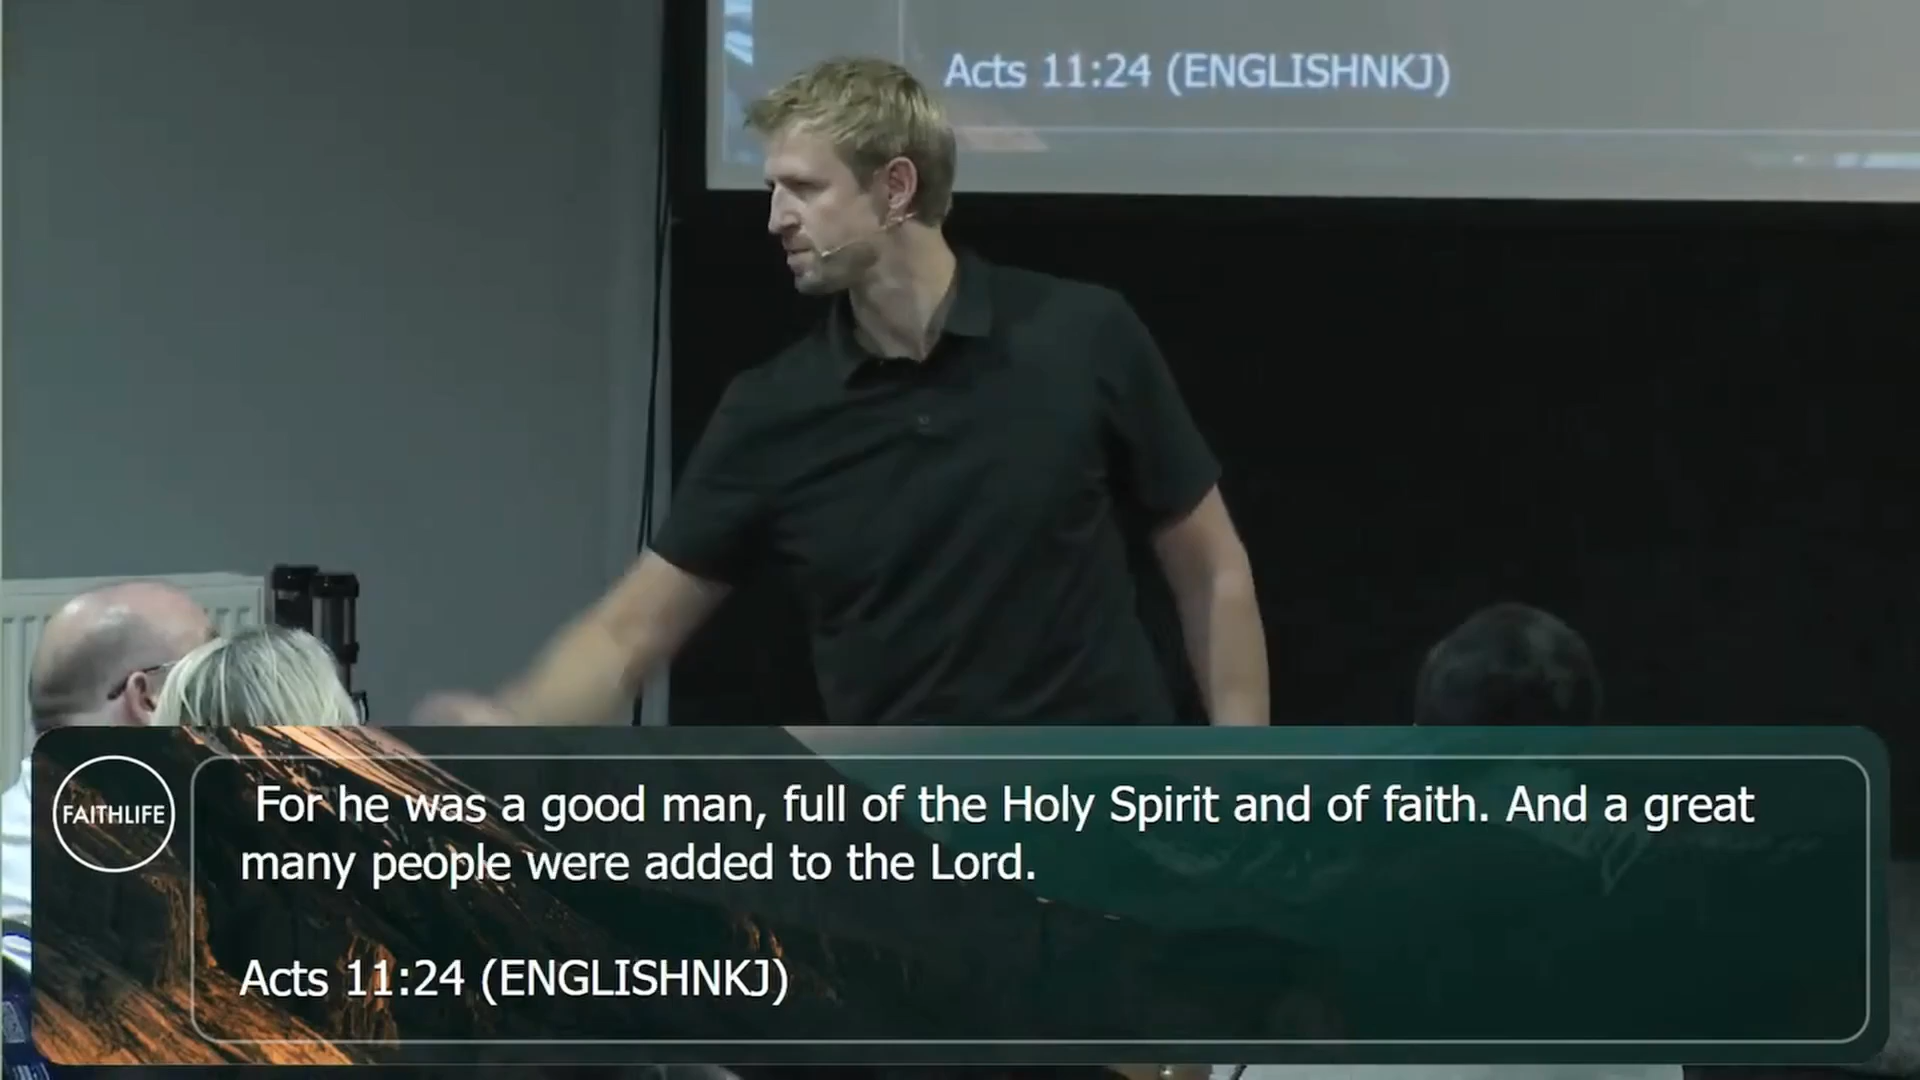 Acts 11:24 (ENGLISHNKJ)
FAITHLIFE
For he was a good man, full of the Holy Spirit and of faith. And a great
many people were added to the Lord.
Acts 11:24 (ENGLISHNKJ)